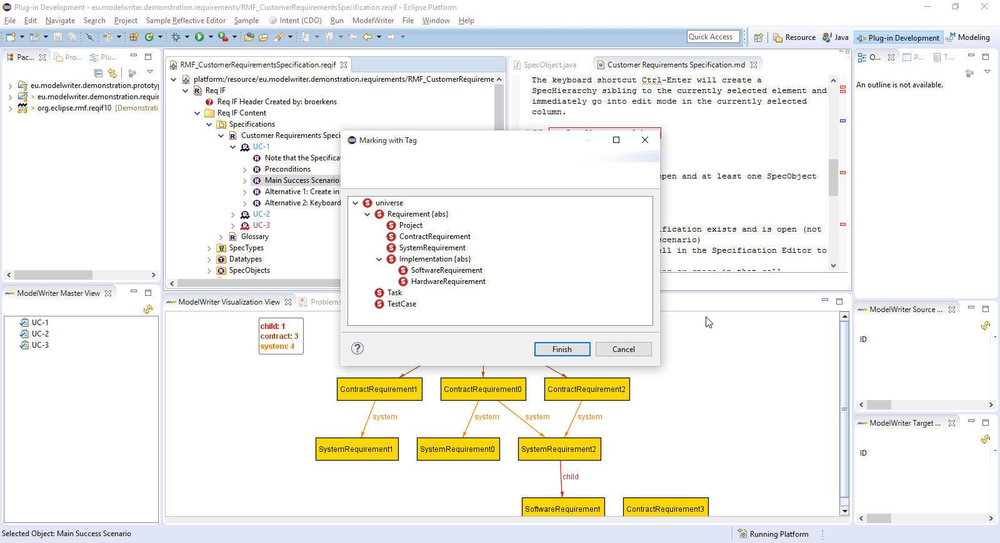 Plug-in Development - eu.modelwriter.demonstration.requirements/RMF_CustomerRequirementsSpecification.reqif - Eclipse Platform
File Edit Navigate Search Project Sample Reflective Editor Sample Intent (CDO) Run ModelWriter File Window Help
Quick Access Resource Java Plug-in Development Modeling
Pac... Pro... Plu...
eu.modelwriter.demonstration.prototyp
> eu.modelwriter.demonstration.requir
> org.eclipse.rmf.reqif10 [Demonstrati
RMF_CustomerRequirementsSpecification.reqif
platform:/resource/eu.modelwriter.demonstration.requirements/RMF_CustomerRequireme
Req IF
Req IF Header Created by: broerkens
Req IF Content
Specifications
Customer Requirements Speci
UC-1
Note that the Specificat
Preconditions
Main Success Scenario
Alternative 1: Create in
Alternative 2: Keyboard
UC-2
UC-3
Glossary
SpecTypes
Datatypes
SpecObjects
SpecObject.java Customer Requirements Specification.md
The keyboard shortcut Ctrl-Enter will create a
SpecHierarchy sibling to the currently selected element and
immediately go into edit mode in the currently selected
column.
open and at least one SpecObject
ification exists and is open (not
scenario)
ell in the Specification Editor to
O... P... T...
An outline is not available.
Marking with Tag
universe
Requirement {abs}
Project
ContractRequirement
SystemRequirement
Implementation {abs}
SoftwareRequirement
HardwareRequirement
Task
TestCase
? Finish Cancel
ModelWriter Master View
UC-1
UC-2
UC-3
ModelWriter Visualization View Problems
child: 1
contract: 3
system: 4
ContractRequirement1 ContractRequirement0 ContractRequirement2
system system system system
SystemRequirement1 SystemRequirement0 SystemRequirement2
child
SoftwareRequirement ContractRequirement3
ModelWriter Source ...
ID
ModelWriter Target ...
ID
Selected Object: Main Success Scenario
Running Platform